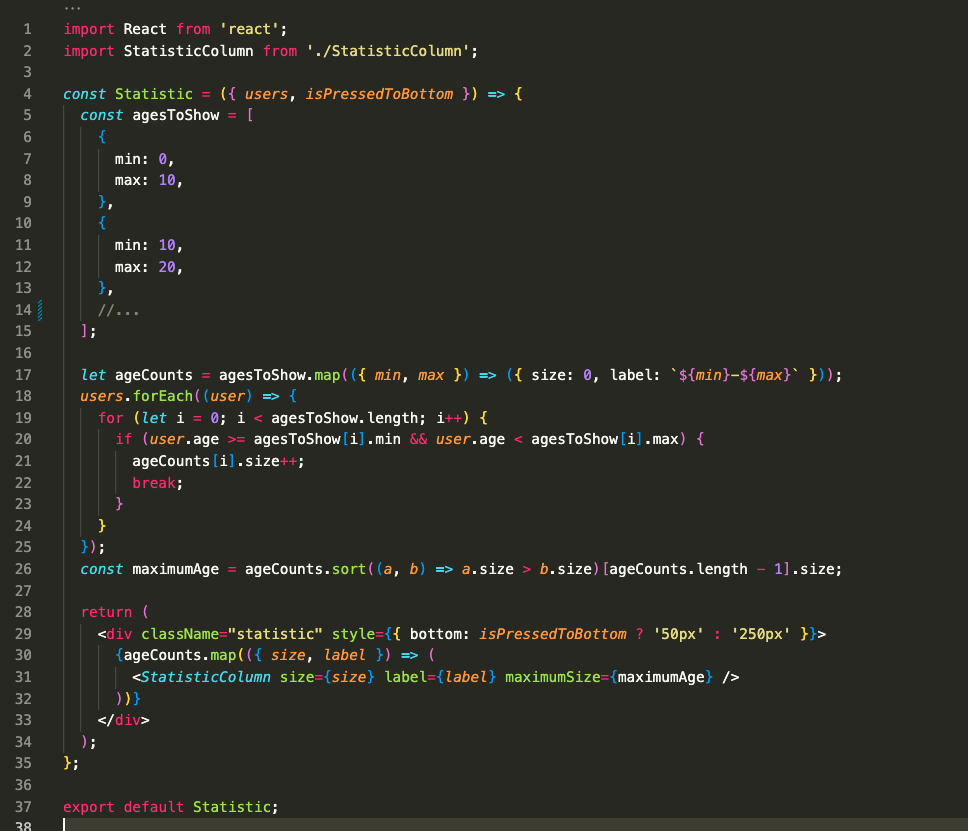 ...
1 import React from 'react';
2 import StatisticColumn from './StatisticColumn';
3
4 const Statistic = ({ users, isPressedToBottom }) => {
5   const agesToShow = [
6     {
7       min: 0,
8       max: 10,
9     },
10     {
11       min: 10,
12       max: 20,
13     },
14     //...
15   ];
16
17   let ageCounts = agesToShow.map(({ min, max }) => ({ size: 0, label: `${min}-${max}` }));
18   users.forEach((user) => {
19     for (let i = 0; i < agesToShow.length; i++) {
20       if (user.age >= agesToShow[i].min && user.age < agesToShow[i].max) {
21         ageCounts[i].size++;
22         break;
23       }
24     }
25   });
26   const maximumAge = ageCounts.sort((a, b) => a.size > b.size)[ageCounts.length - 1].size;
27
28   return (
29     <div className="statistic" style={{ bottom: isPressedToBottom ? '50px' : '250px' }}>
30       {ageCounts.map(({ size, label }) => (
31         <StatisticColumn size={size} label={label} maximumSize={maximumAge} />
32       ))}
33     </div>
34   );
35 };
36
37 export default Statistic;
38